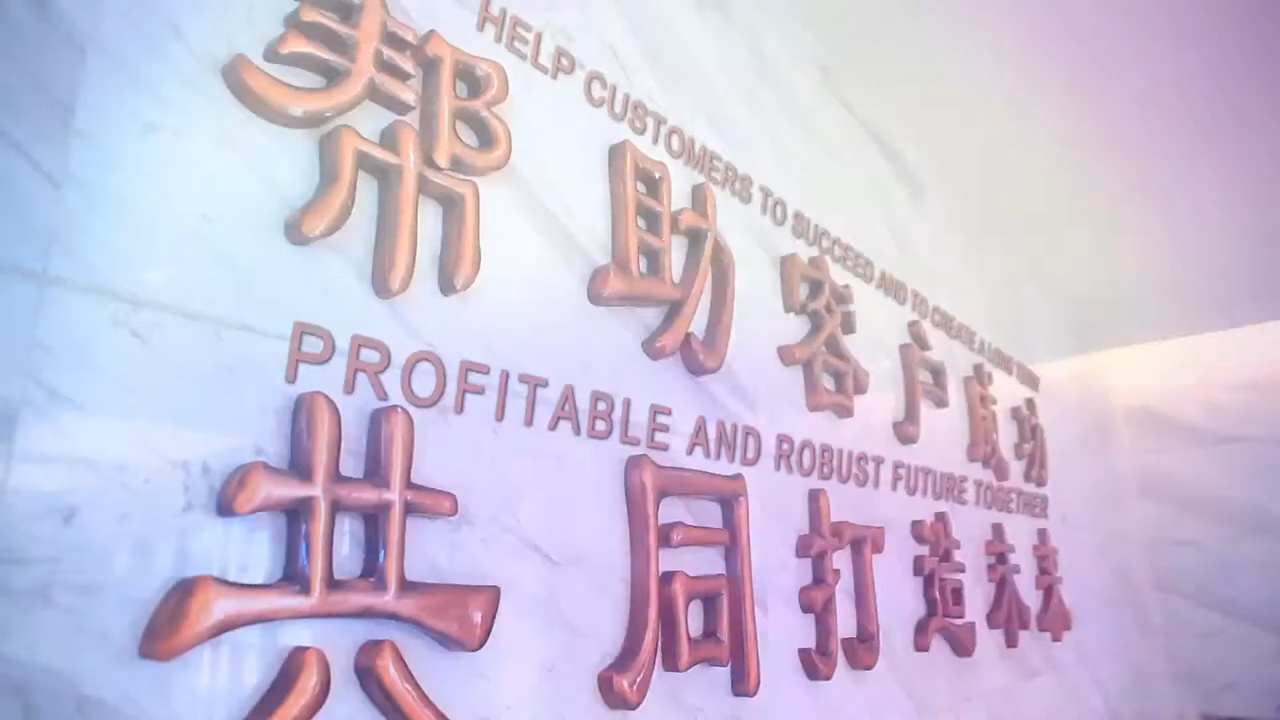 HELP CUSTOMERS TO SUCCEED AND TO CREATE A LONG
帮助客户成功
PROFITABLE AND ROBUST FUTURE TOGETHER
共同打造未来